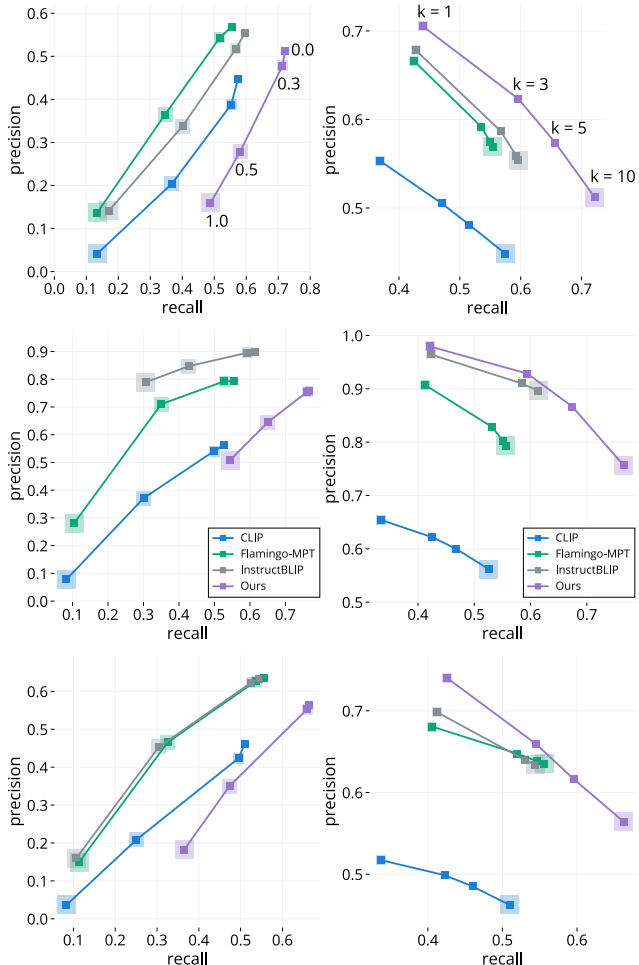 0.6
0.5
0.4
0.3
0.2
0.1
0.0
precision
0.0
0.3
0.5
1.0
0.0 0.1 0.2 0.3 0.4 0.5 0.6 0.7 0.8
recall
0.7
0.6
0.5
precision
k = 1
k = 3
k = 5
k = 10
0.4 0.5 0.6 0.7
recall
0.9
0.8
0.7
0.6
0.5
0.4
0.3
0.2
0.1
0.0
precision
CLIP
Flamingo-MPT
InstructBLIP
Ours
0.1 0.2 0.3 0.4 0.5 0.6 0.7
recall
1.0
0.9
0.8
0.7
0.6
0.5
precision
CLIP
Flamingo-MPT
InstructBLIP
Ours
0.4 0.5 0.6 0.7
recall
0.6
0.5
0.4
0.3
0.2
0.1
0.0
precision
0.1 0.2 0.3 0.4 0.5 0.6
recall
0.7
0.6
0.5
precision
0.4 0.5 0.6
recall